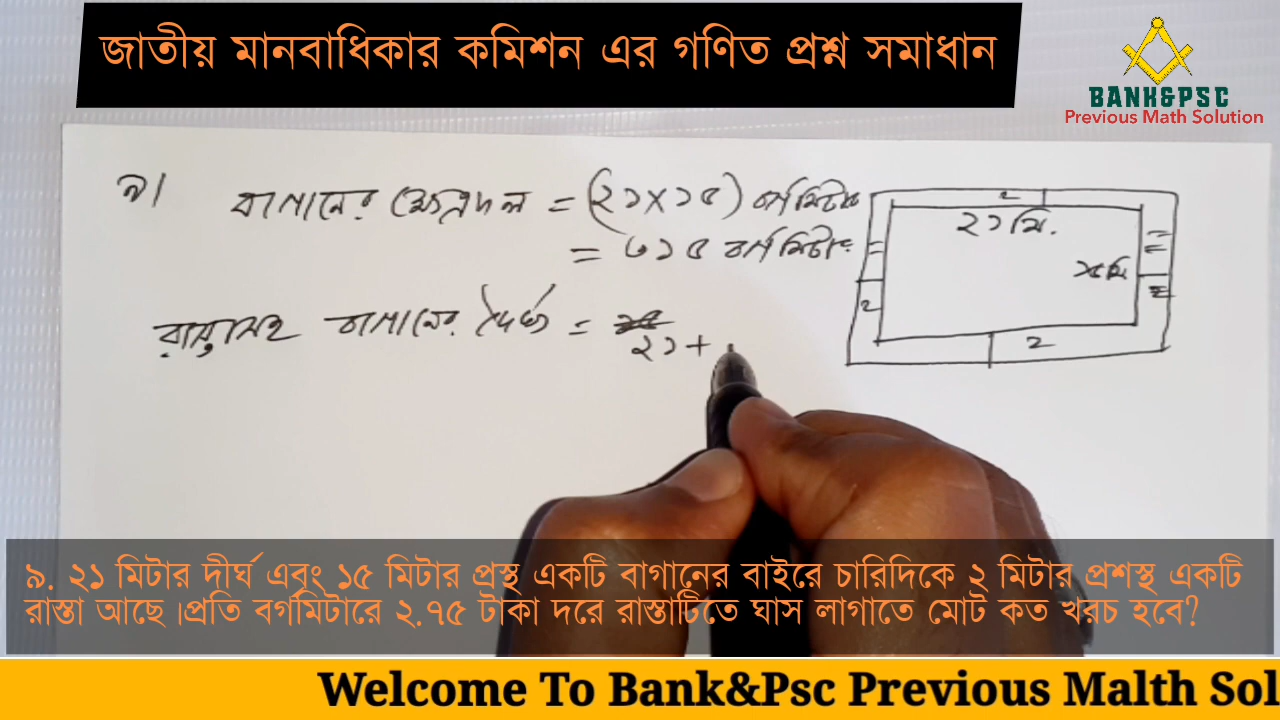 জাতীয় মানবাধিকার কমিশন এর গণিত প্রশ্ন সমাধান
BANK&PSC
Previous Math Solution
৯। বাগানের ক্ষেত্রফল = (২১×১৫) বর্গমিটার
= ৩১৫ বর্গমিটার
রাস্তাসহ বাগানের দৈর্ঘ্য =
২১+
২
২১ মি.
১৫মি
২
২
৯. ২১ মিটার দীর্ঘ এবং ১৫ মিটার প্রস্থ একটি বাগানের বাইরে চারিদিকে ২ মিটার প্রশস্থ একটি
রাস্তা আছে।প্রতি বর্গমিটারে ২.৭৫ টাকা দরে রাস্তাটিতে ঘাস লাগাতে মোট কত খরচ হবে?
Welcome To Bank&Psc Previous Malth Sol